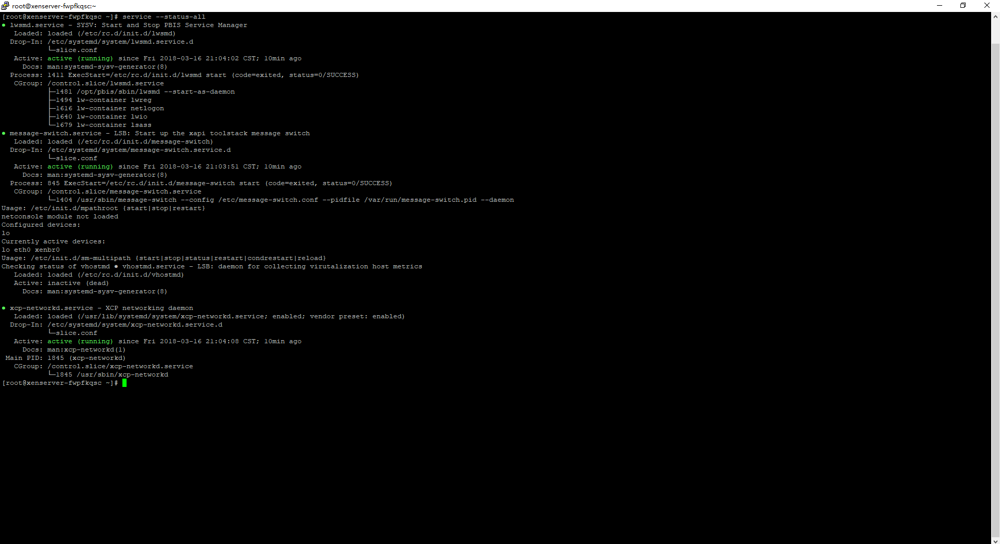 root@xenserver-fwpfkqsc:~
[root@xenserver-fwpfkqsc ~]# service --status-all
● lwsmd.service - SYSV: Start and Stop PBIS Service Manager
   Loaded: loaded (/etc/rc.d/init.d/lwsmd)
  Drop-In: /etc/systemd/system/lwsmd.service.d
           └─slice.conf
   Active: active (running) since Fri 2018-03-16 21:04:02 CST; 10min ago
     Docs: man:systemd-sysv-generator(8)
  Process: 1411 ExecStart=/etc/rc.d/init.d/lwsmd start (code=exited, status=0/SUCCESS)
   CGroup: /control.slice/lwsmd.service
           ├─1481 /opt/pbis/sbin/lwsmd --start-as-daemon
           ├─1494 lw-container lwreg
           ├─1616 lw-container netlogon
           ├─1640 lw-container lwio
           └─1679 lw-container lsass
● message-switch.service - LSB: Start up the xapi toolstack message switch
   Loaded: loaded (/etc/rc.d/init.d/message-switch)
  Drop-In: /etc/systemd/system/message-switch.service.d
           └─slice.conf
   Active: active (running) since Fri 2018-03-16 21:03:51 CST; 10min ago
     Docs: man:systemd-sysv-generator(8)
  Process: 845 ExecStart=/etc/rc.d/init.d/message-switch start (code=exited, status=0/SUCCESS)
   CGroup: /control.slice/message-switch.service
           └─1404 /usr/sbin/message-switch --config /etc/message-switch.conf --pidfile /var/run/message-switch.pid --daemon
Usage: /etc/init.d/mpathroot {start|stop|restart}
netconsole module not loaded
Configured devices:
lo
Currently active devices:
lo eth0 xenbr0
Usage: /etc/init.d/sm-multipath {start|stop|status|restart|condrestart|reload}
Checking status of vhostmd ● vhostmd.service - LSB: daemon for collecting virutalization host metrics
   Loaded: loaded (/etc/rc.d/init.d/vhostmd)
   Active: inactive (dead)
     Docs: man:systemd-sysv-generator(8)
● xcp-networkd.service - XCP networking daemon
   Loaded: loaded (/usr/lib/systemd/system/xcp-networkd.service; enabled; vendor preset: enabled)
  Drop-In: /etc/systemd/system/xcp-networkd.service.d
           └─slice.conf
   Active: active (running) since Fri 2018-03-16 21:04:08 CST; 10min ago
     Docs: man:xcp-networkd(1)
 Main PID: 1845 (xcp-networkd)
   CGroup: /control.slice/xcp-networkd.service
           └─1845 /usr/sbin/xcp-networkd
[root@xenserver-fwpfkqsc ~]#